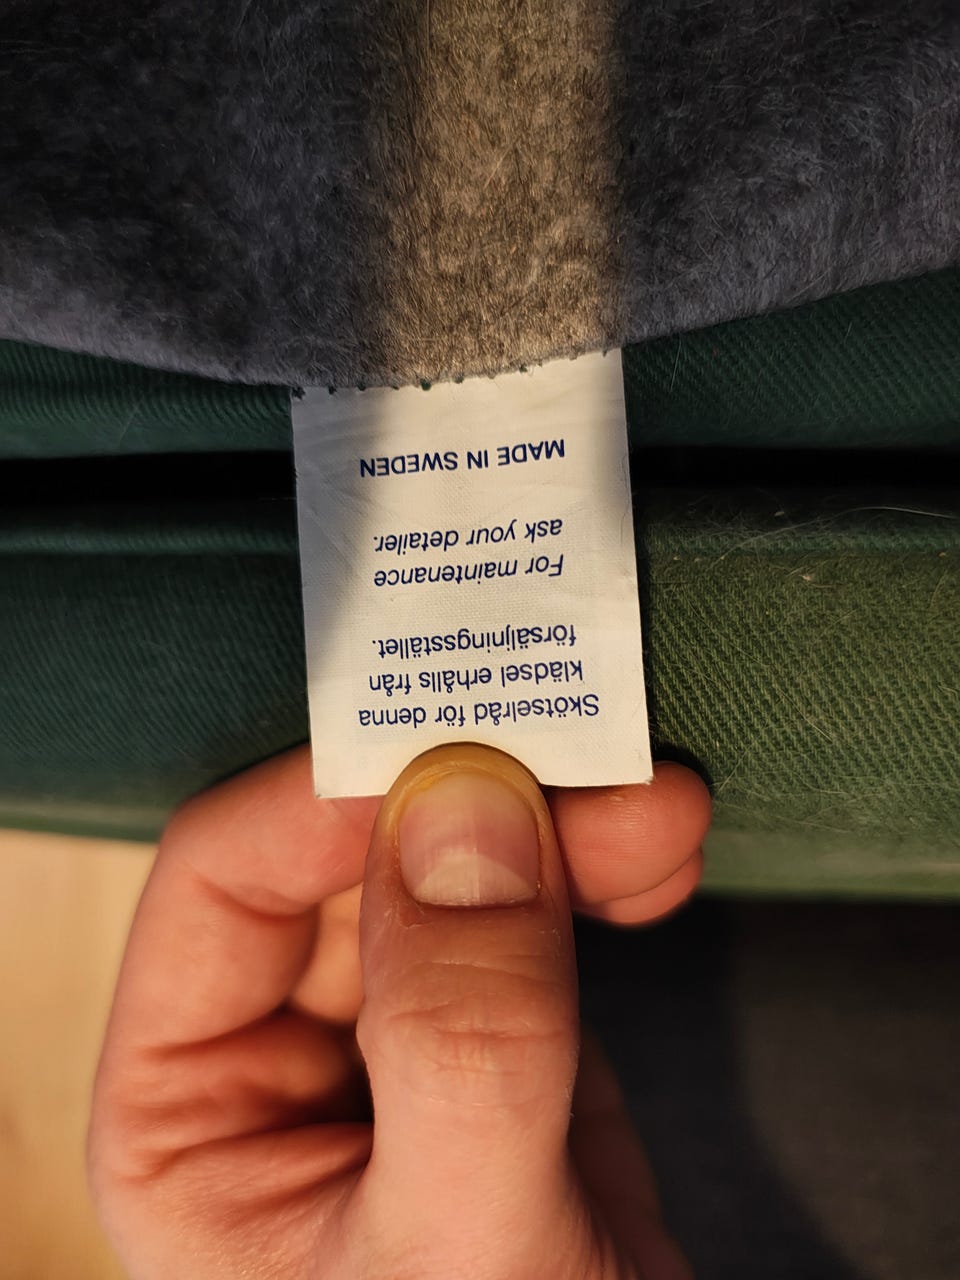 Skötselråd för denna
klädsel erhålls från
försäljningsstället.
For maintenance
ask your detailer.
MADE IN SWEDEN